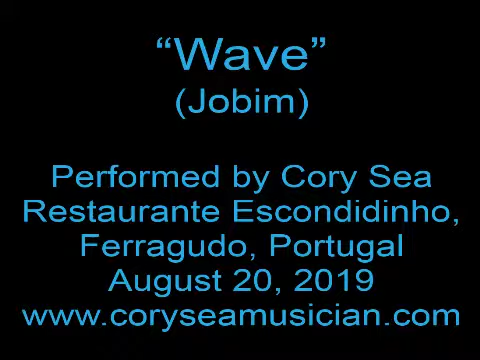 “Wave”
(Jobim)
Performed by Cory Sea
Restaurante Escondidinho,
Ferragudo, Portugal
August 20, 2019
www.coryseamusician.com